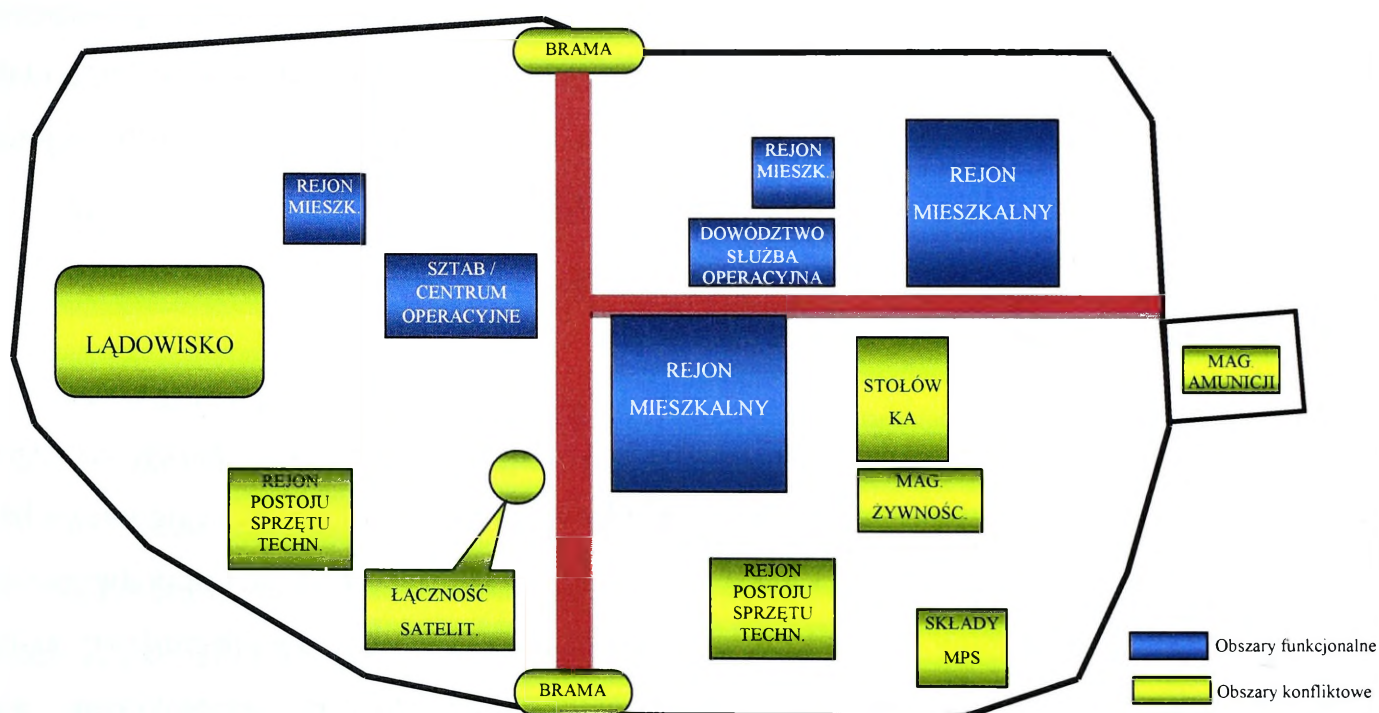 BRAMA
REJON
MIESZK.
REJON
MIESZK.
REJON
MIESZKALNY
DOWÓDZTWO
SŁUŻBA
OPERACYJNA
SZTAB /
CENTRUM
OPERACYJNE
LĄDOWISKO
REJON
MIESZKALNY
STOŁÓW
KA
MAG.
AMUNICJI
REJON
POSTOJU
SPRZĘTU
TECHN.
MAG.
ŻYWNOŚC.
ŁĄCZNOŚĆ
SATELIT.
REJON
POSTOJU
SPRZĘTU
TECHN.
SKŁADY
MPS
BRAMA
Obszary funkcjonalne
Obszary konfliktowe